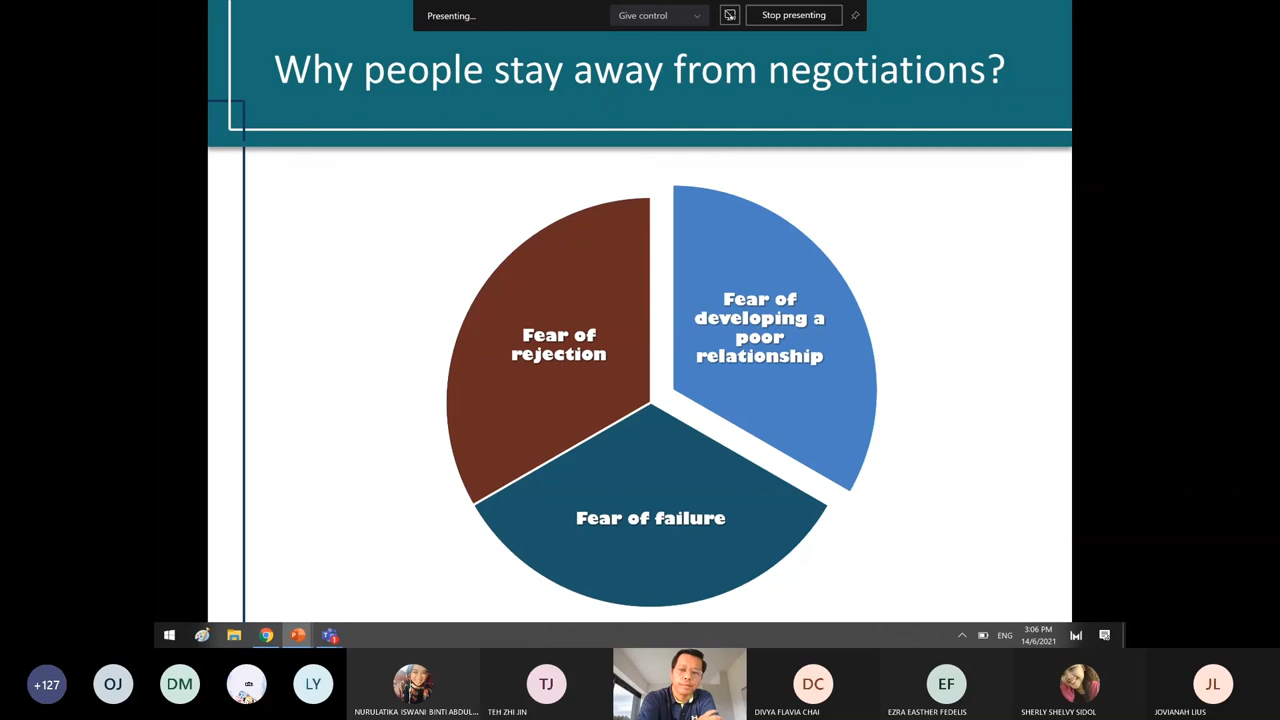 Presenting...
Give control
Stop presenting
Why people stay away from negotiations?
Fear of
rejection
Fear of
developing a
poor
relationship
Fear of failure
ENG
3:06 PM
14/6/2021
+127
OJ
DM
LY
NURULATIKA ISWANI BINTI ABDUL...
TJ
TEH ZHI JIN
DC
DIVYA FLAVIA CHAI
EF
EZRA EASTHER FEDELIS
SHERLY SHELVY SIDOL
JL
JOVIANAH LIUS